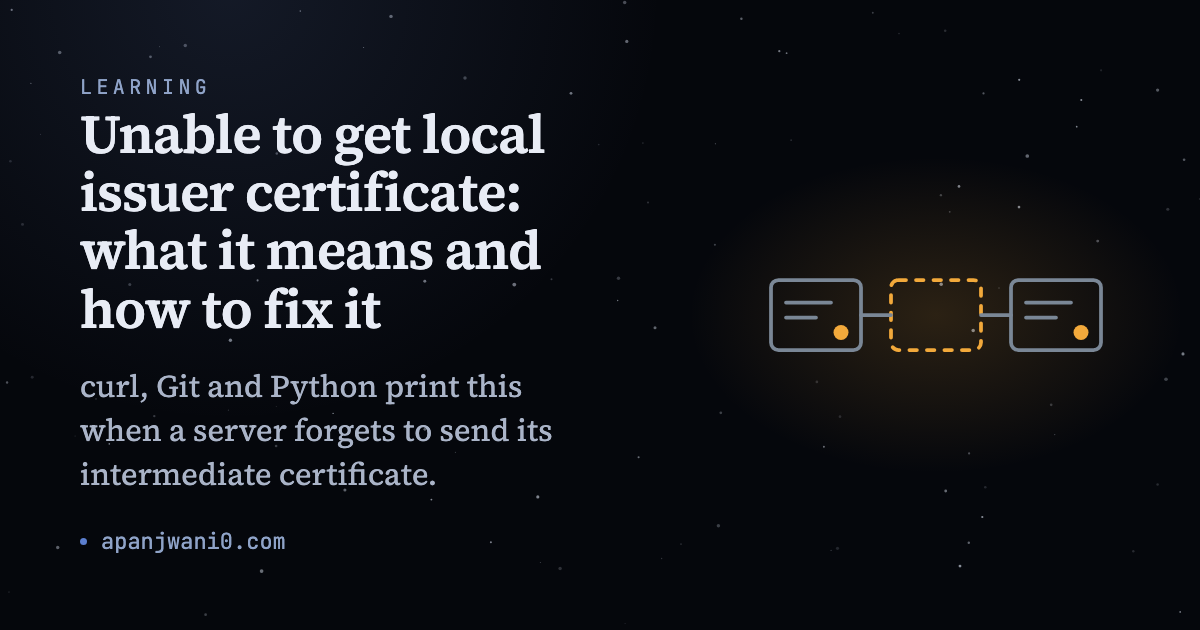 LEARNING
Unable to get local
issuer certificate:
what it means and
how to fix it
curl, Git and Python print this
when a server forgets to send its
intermediate certificate.
apanjwani0.com